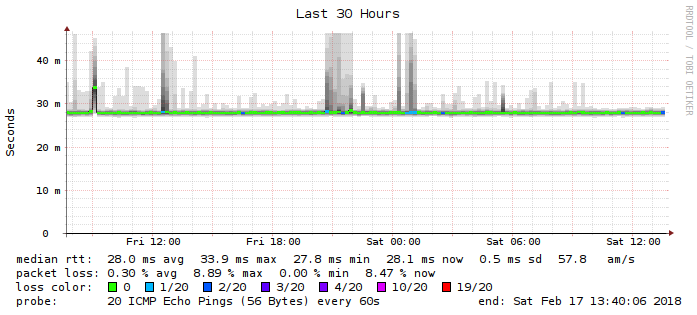 Last 30 Hours
RRDTOOL / TOBI OETIKER
Seconds
40 m
30 m
20 m
10 m
0
Fri 12:00 Fri 18:00 Sat 00:00 Sat 06:00 Sat 12:00
median rtt: 28.0 ms avg 33.9 ms max 27.8 ms min 28.1 ms now 0.5 ms sd 57.8 am/s
packet loss: 0.30 % avg 8.89 % max 0.00 % min 8.47 % now
loss color: 0 1/20 2/20 3/20 4/20 10/20 19/20
probe: 20 ICMP Echo Pings (56 Bytes) every 60s end: Sat Feb 17 13:40:06 2018